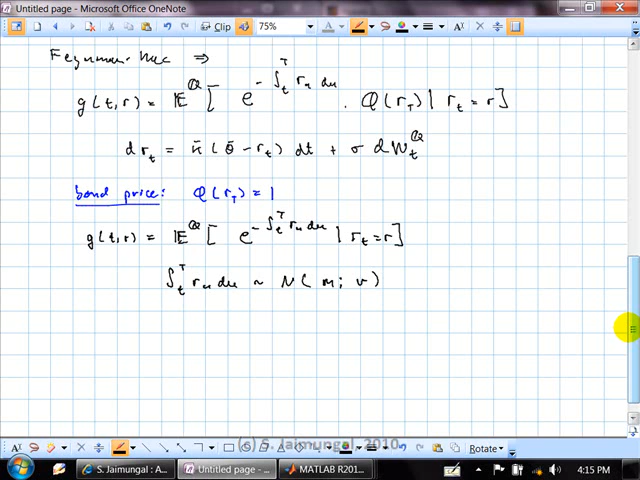 Untitled page - Microsoft Office OneNote
Clip
75%
Feynman-Kac ⇒
g(t,r) = 𝔼^ℚ [ e^{-∫_t^T r_u du} · φ(r_T) | r_t = r ]
dr_t = κ̄ (θ̄ - r_t) dt + σ dW_t^ℚ
bond price: φ(r_T) = 1
g(t,r) = 𝔼^ℚ [ e^{-∫_t^T r_u du} | r_t = r ]
∫_t^T r_u du ~ N( m; v )
(c) S. Jaimungal, 2010
Rotate
S. Jaimungal : A...
Untitled page - ...
MATLAB R201...
4:15 PM